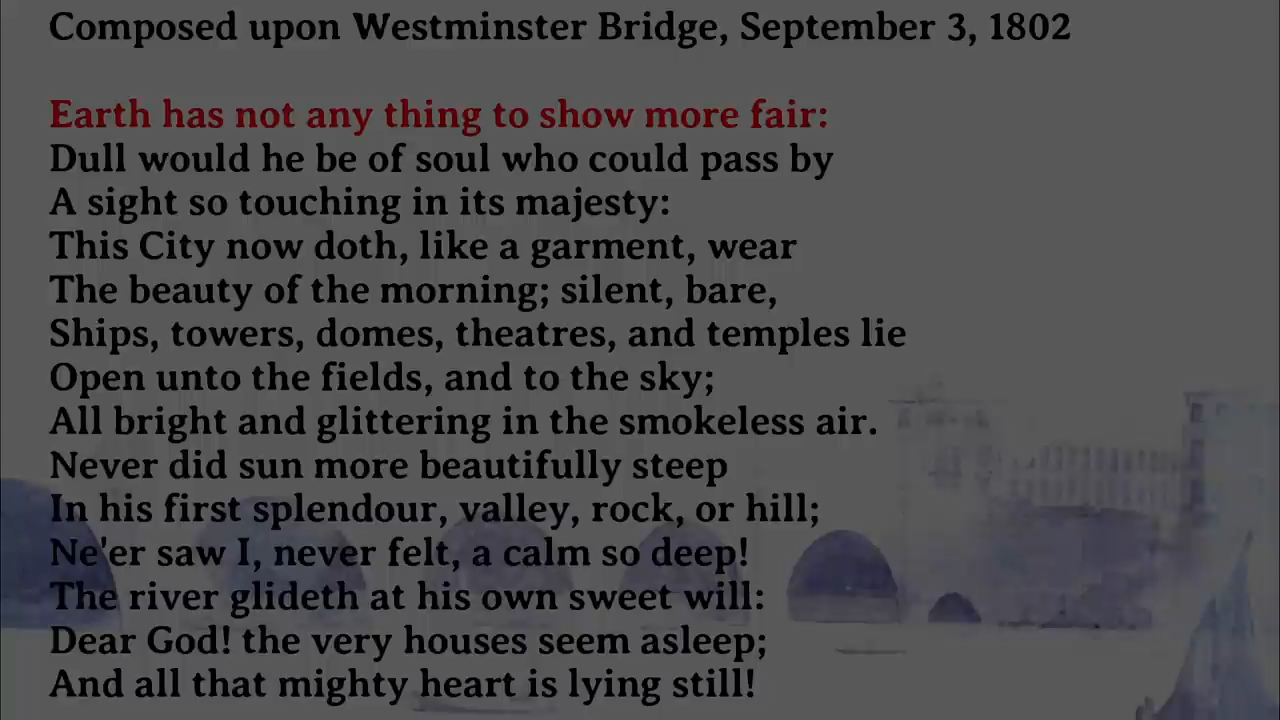 Composed upon Westminster Bridge, September 3, 1802
Earth has not any thing to show more fair:
Dull would he be of soul who could pass by
A sight so touching in its majesty:
This City now doth, like a garment, wear
The beauty of the morning; silent, bare,
Ships, towers, domes, theatres, and temples lie
Open unto the fields, and to the sky;
All bright and glittering in the smokeless air.
Never did sun more beautifully steep
In his first splendour, valley, rock, or hill;
Ne'er saw I, never felt, a calm so deep!
The river glideth at his own sweet will:
Dear God! the very houses seem asleep;
And all that mighty heart is lying still!